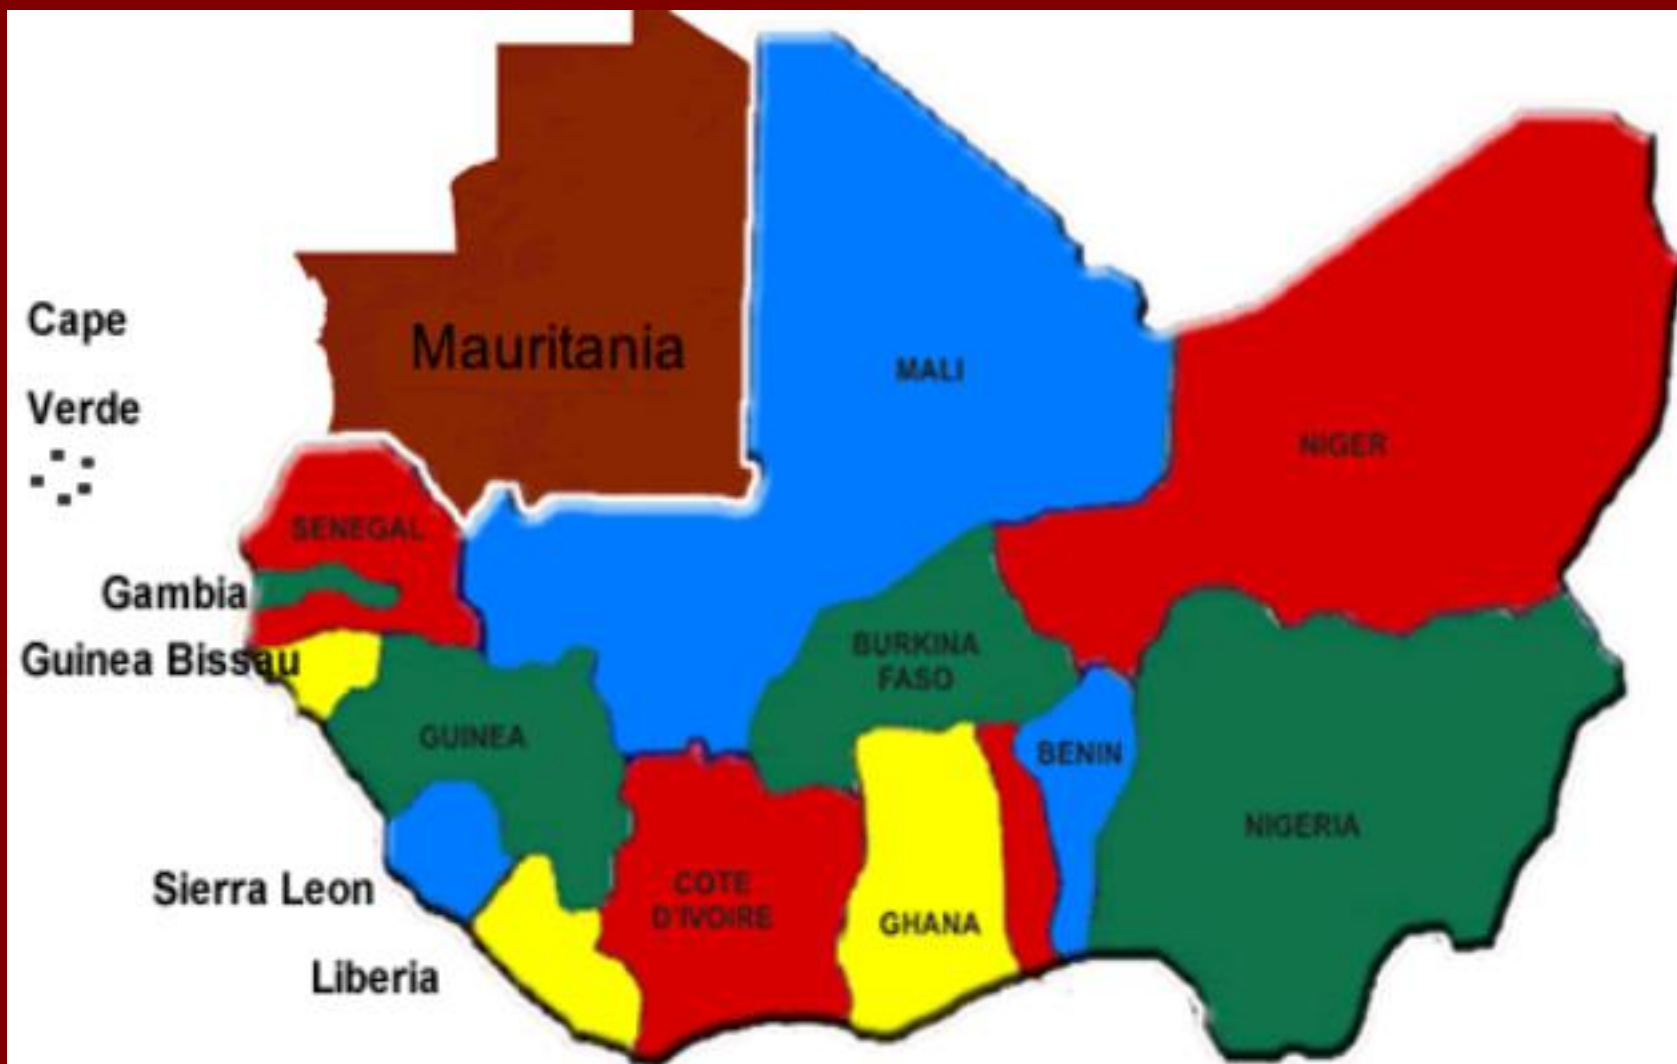 Cape
Verde
Mauritania
MALI
NIGER
SENEGAL
Gambia
Guinea Bissau
BURKINA
FASO
GUINEA
BENIN
NIGERIA
Sierra Leon
COTE
D'IVOIRE
GHANA
Liberia